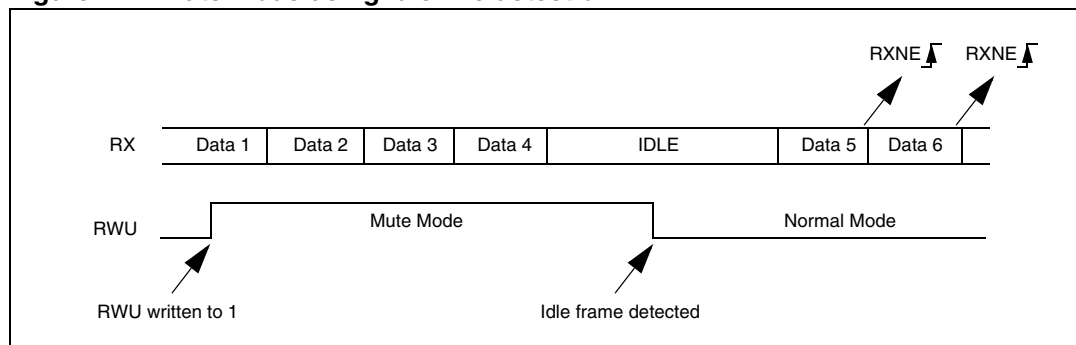 RXNE RXNE
RX Data 1 Data 2 Data 3 Data 4 IDLE Data 5 Data 6
RWU Mute Mode Normal Mode
RWU written to 1 Idle frame detected